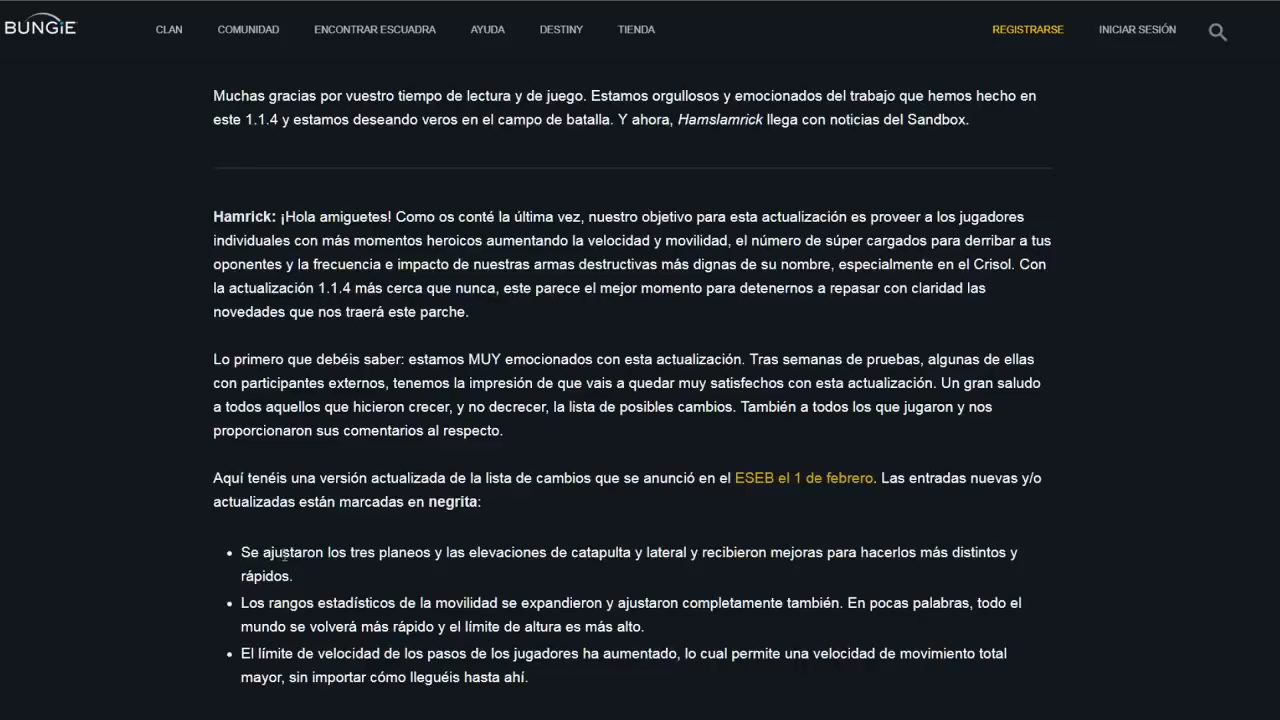 BUNGiE
CLAN
COMUNIDAD
ENCONTRAR ESCUADRA
AYUDA
DESTINY
TIENDA
REGISTRARSE
INICIAR SESIÓN
Muchas gracias por vuestro tiempo de lectura y de juego. Estamos orgullosos y emocionados del trabajo que hemos hecho en
este 1.1.4 y estamos deseando veros en el campo de batalla. Y ahora, Hamslamrick llega con noticias del Sandbox.
Hamrick: ¡Hola amiguetes! Como os conté la última vez, nuestro objetivo para esta actualización es proveer a los jugadores
individuales con más momentos heroicos aumentando la velocidad y movilidad, el número de súper cargados para derribar a tus
oponentes y la frecuencia e impacto de nuestras armas destructivas más dignas de su nombre, especialmente en el Crisol. Con
la actualización 1.1.4 más cerca que nunca, este parece el mejor momento para detenernos a repasar con claridad las
novedades que nos traerá este parche.
Lo primero que debéis saber: estamos MUY emocionados con esta actualización. Tras semanas de pruebas, algunas de ellas
con participantes externos, tenemos la impresión de que vais a quedar muy satisfechos con esta actualización. Un gran saludo
a todos aquellos que hicieron crecer, y no decrecer, la lista de posibles cambios. También a todos los que jugaron y nos
proporcionaron sus comentarios al respecto.
Aquí tenéis una versión actualizada de la lista de cambios que se anunció en el ESEB el 1 de febrero. Las entradas nuevas y/o
actualizadas están marcadas en negrita:
• Se ajustaron los tres planeos y las elevaciones de catapulta y lateral y recibieron mejoras para hacerlos más distintos y
rápidos.
• Los rangos estadísticos de la movilidad se expandieron y ajustaron completamente también. En pocas palabras, todo el
mundo se volverá más rápido y el límite de altura es más alto.
• El límite de velocidad de los pasos de los jugadores ha aumentado, lo cual permite una velocidad de movimiento total
mayor, sin importar cómo lleguéis hasta ahí.